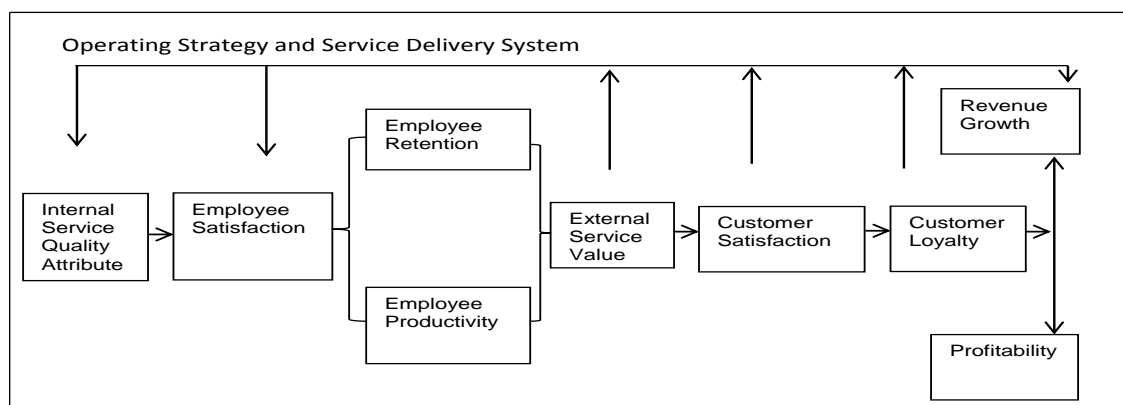 Operating Strategy and Service Delivery System
Revenue
Growth
Employee
Retention
Internal
Service
Quality
Attribute
Employee
Satisfaction
External
Service
Value
Customer
Satisfaction
Customer
Loyalty
Employee
Productivity
Profitability